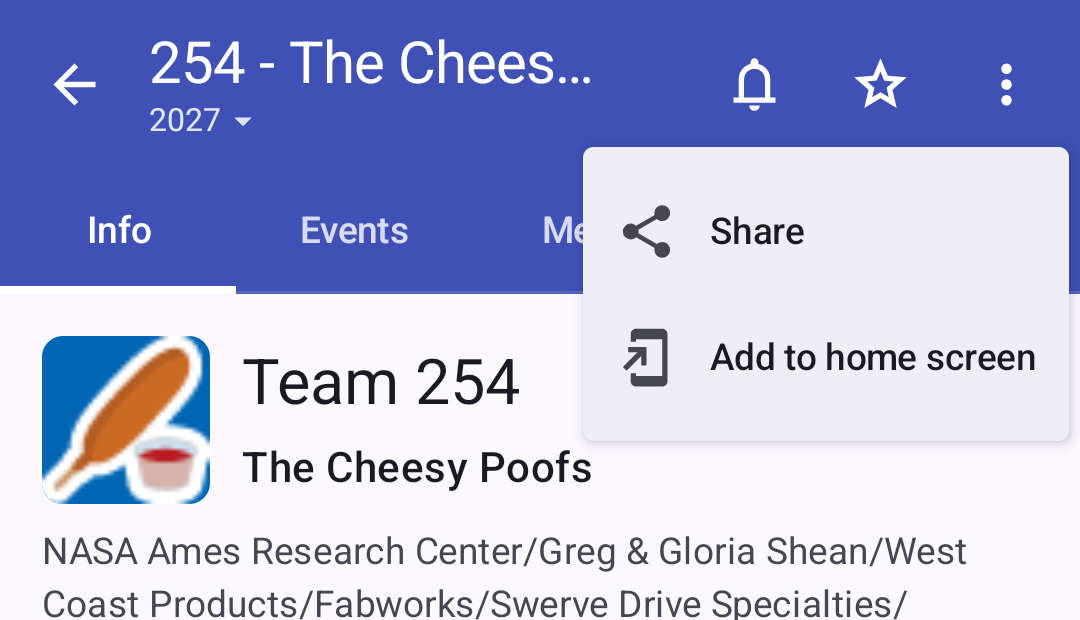 254 - The Chees...
2027
Info
Events
Me
Share
Add to home screen
Team 254
The Cheesy Poofs
NASA Ames Research Center/Greg & Gloria Shean/West
Coast Products/Fabworks/Swerve Drive Specialties/